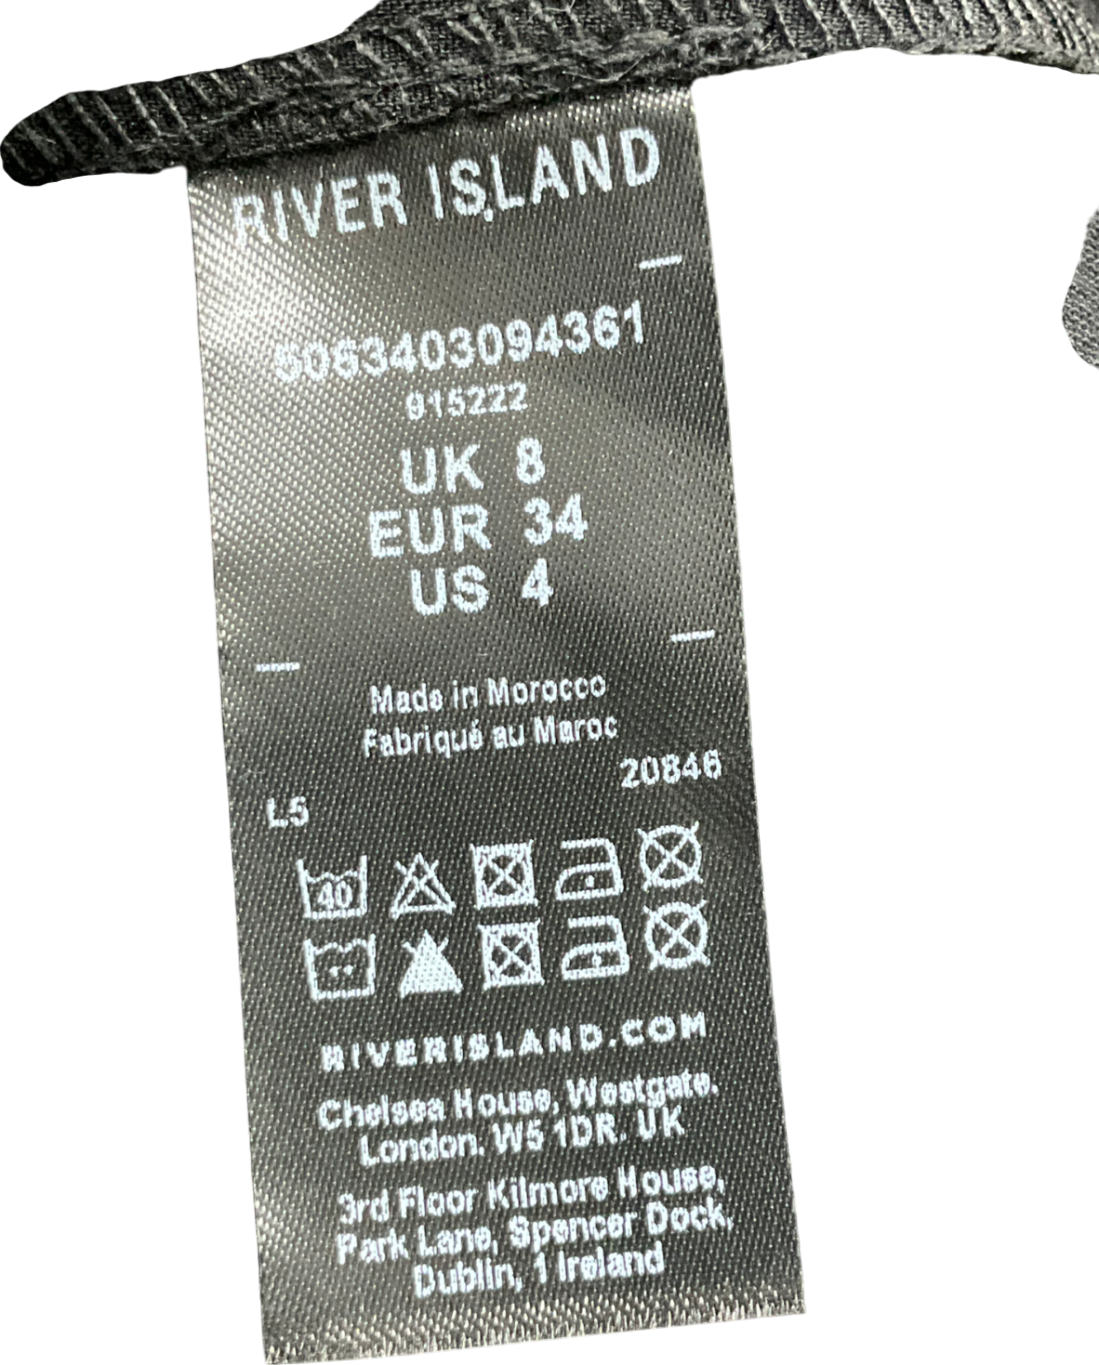 RIVER ISLAND
5063403094361
915222
UK 8
EUR 34
US 4
Made in Morocco
Fabriqué au Maroc
20846
L5
40
RIVERISLAND.COM
Chelsea House, Westgate,
London, W5 1DR. UK
3rd Floor Kilmore House,
Park Lane, Spencer Dock,
Dublin, 1 Ireland